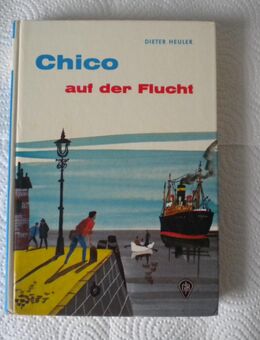 DIETER HEULER
Chico
auf der Flucht